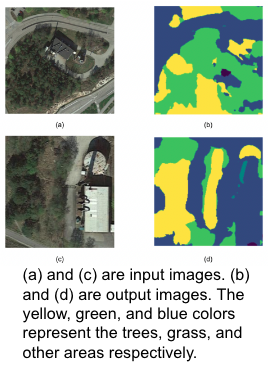 (a)
(b)
(c)
(d)
(a) and (c) are input images. (b)
and (d) are output images. The
yellow, green, and blue colors
represent the trees, grass, and
other areas respectively.